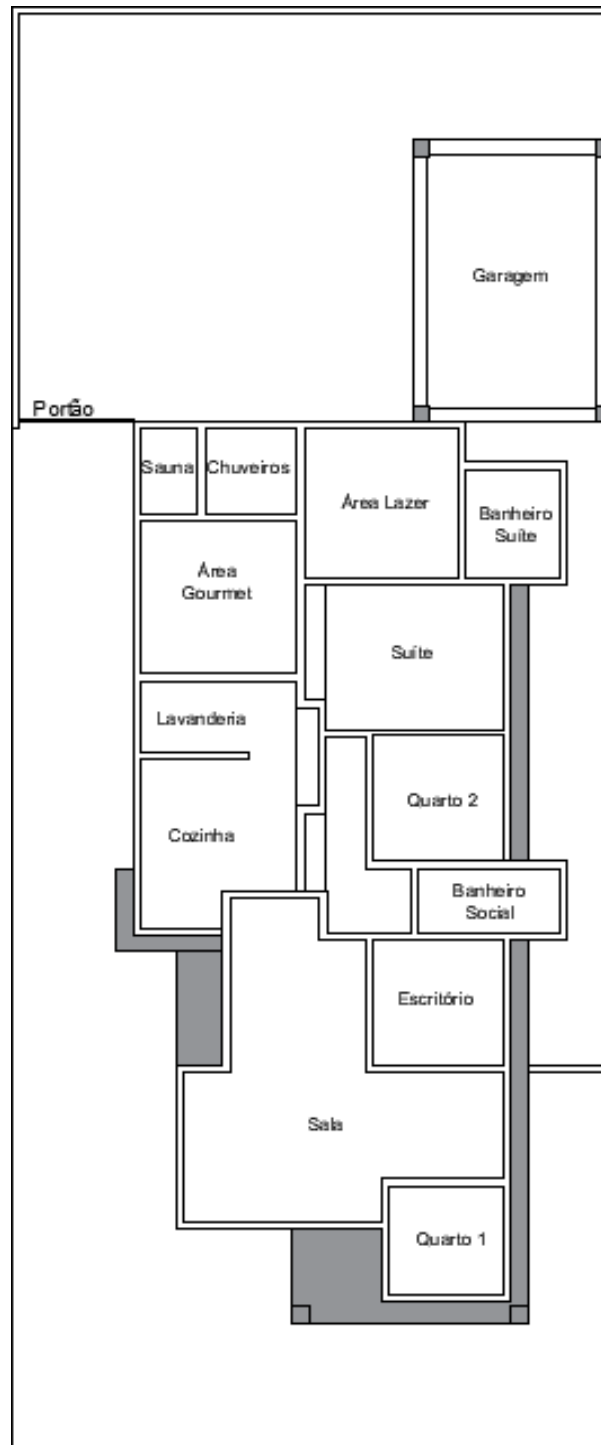 Garagem
Portão
Sauna
Chuveiros
Área Lazer
Banheiro
Suíte
Área
Gourmet
Suíte
Lavanderia
Quarto 2
Cozinha
Banheiro
Social
Escritório
Sala
Quarto 1